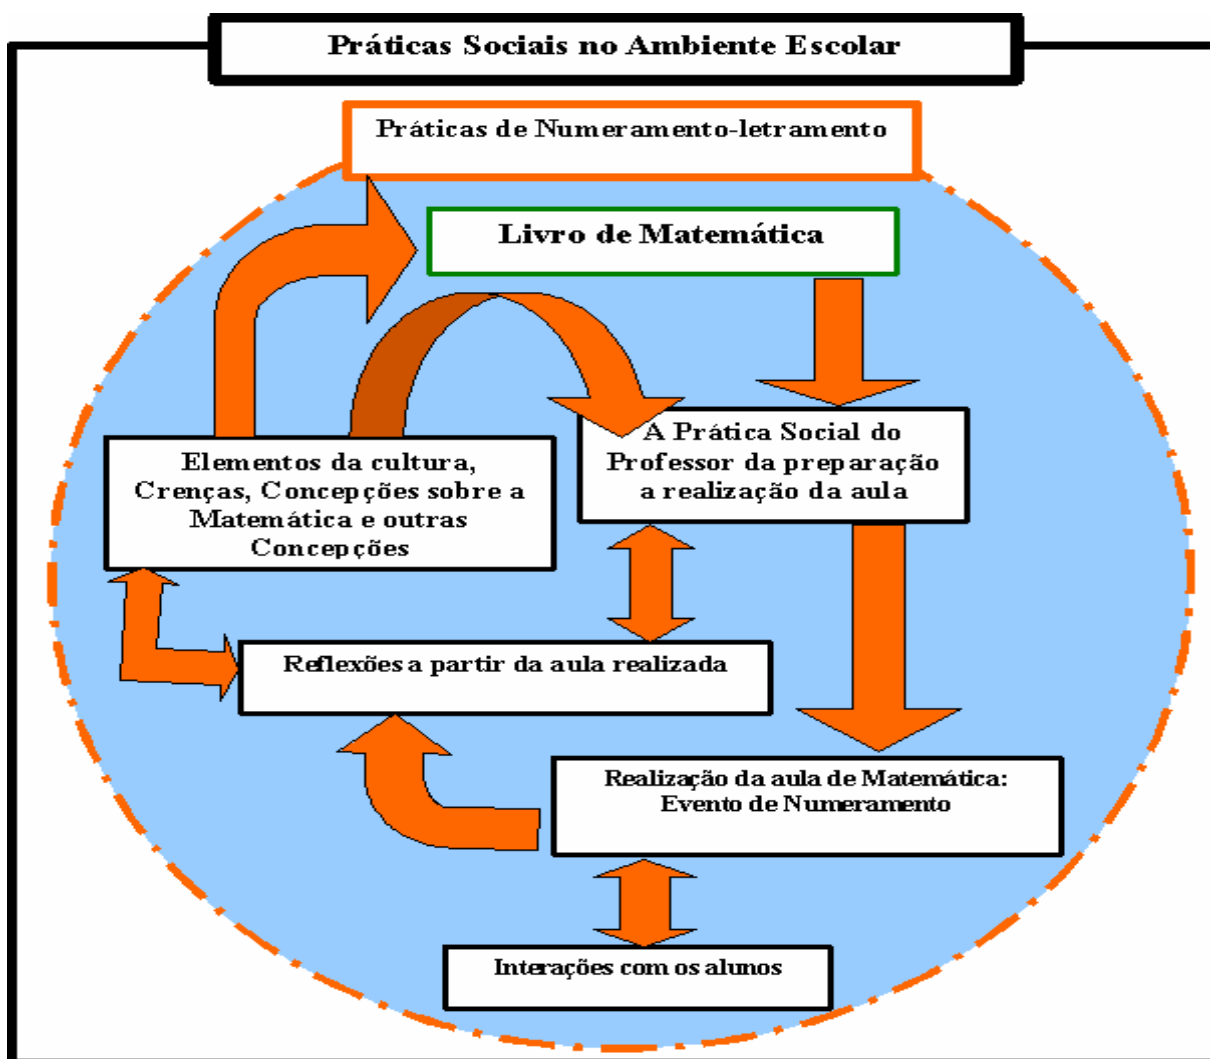 Práticas Sociais no Ambiente Escolar
Práticas de Numeramento-letramento
Livro de Matemática
A Prática Social do
Professor da preparação
a realização da aula
Elementos da cultura,
Crenças, Concepções sobre a
Matemática e outras
Concepções
Reflexões a partir da aula realizada
Realização da aula de Matemática:
Evento de Numeramento
Interações com os alunos